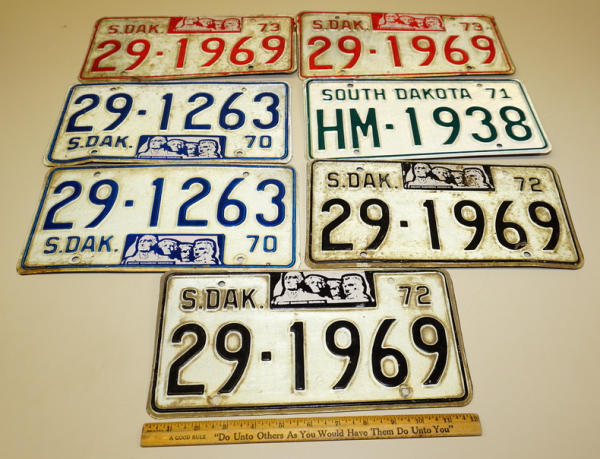 S.DAK. 73
29-1969
S.DAK. 73
29-1969
29-1263
S.DAK. 70
SOUTH DAKOTA 71
HM-1938
29-1263
S.DAK. 70
S.DAK. 72
29-1969
S.DAK. 72
29-1969
A GOOD RULE "Do Unto Others As You Would Have Them Do Unto You"